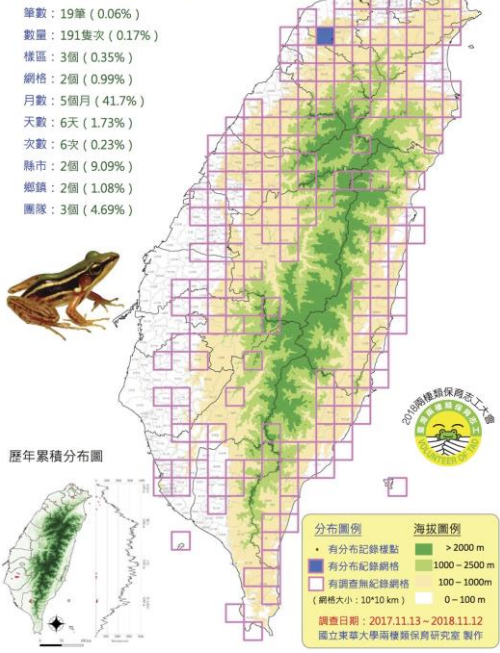 筆數：19筆 ( 0.06% )
數量：191隻次 ( 0.17% )
樣區：3個 ( 0.35% )
網格：2個 ( 0.99% )
月數：5個月 ( 41.7% )
天數：6天 ( 1.73% )
次數：6次 ( 0.23% )
縣市：2個 ( 9.09% )
鄉鎮：2個 ( 1.08% )
團隊：3個 ( 4.69% )
2018兩棲類保育志工大會
VOLUNTEER OF TAD
歷年累積分布圖
分布圖例
有分布記錄樣點
有分布紀錄網格
有調查無紀錄網格
( 網格大小：10*10 km )
海拔圖例
> 2000 m
1000 – 2500 m
100 – 1000m
0 – 100 m
調查日期：2017.11.13 ~ 2018.11.12
國立東華大學兩棲類保育研究室 製作